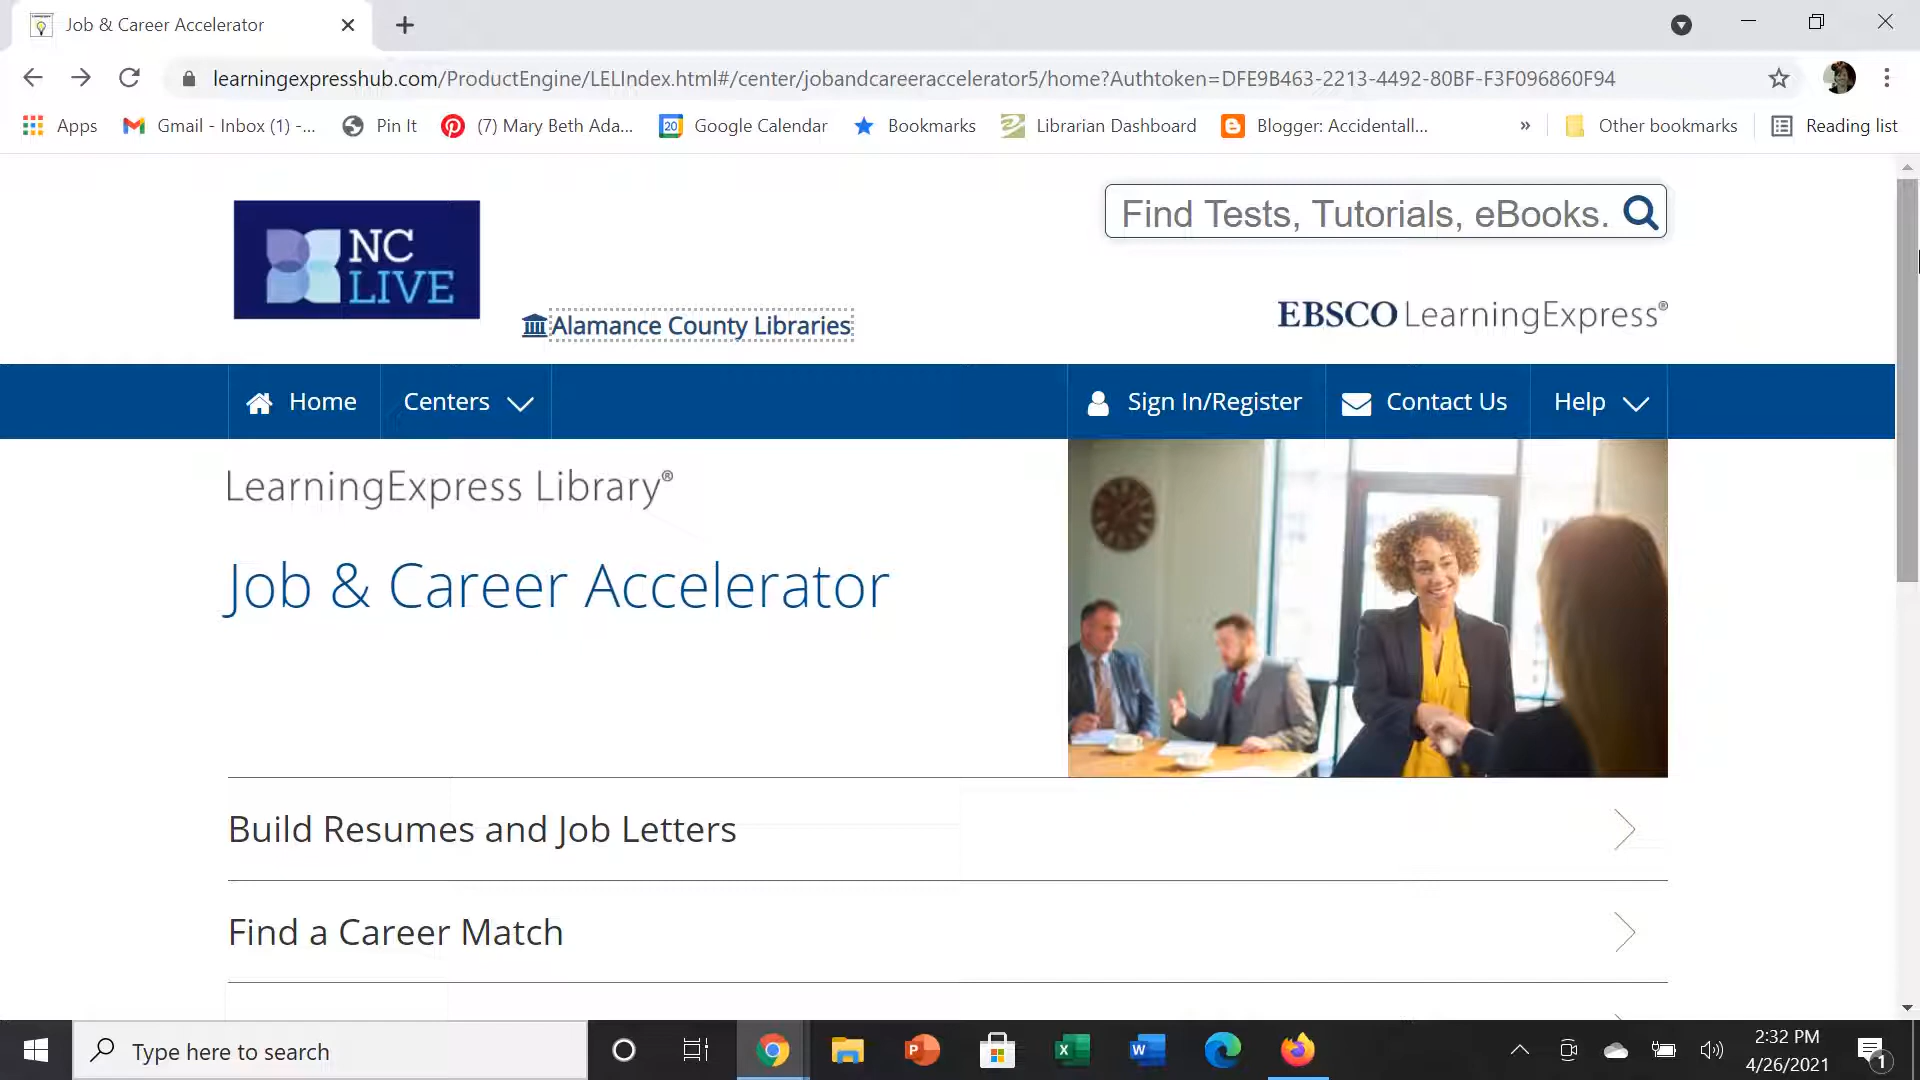 Job & Career Accelerator
learningexpresshub.com/ProductEngine/LELIndex.html#/center/jobandcareeraccelerator5/home?Authtoken=DFE9B463-2213-4492-80BF-F3F096860F94
Apps Gmail - Inbox (1) -... Pin It (7) Mary Beth Ada... 20 Google Calendar Bookmarks Librarian Dashboard Blogger: Accidentall... » Other bookmarks Reading list
Find Tests, Tutorials, eBooks.
NC
LIVE
Alamance County Libraries
EBSCO LearningExpress®
Home Centers Sign In/Register Contact Us Help
LearningExpress Library®
Job & Career Accelerator
Build Resumes and Job Letters
Find a Career Match
Type here to search
2:32 PM
4/26/2021
1